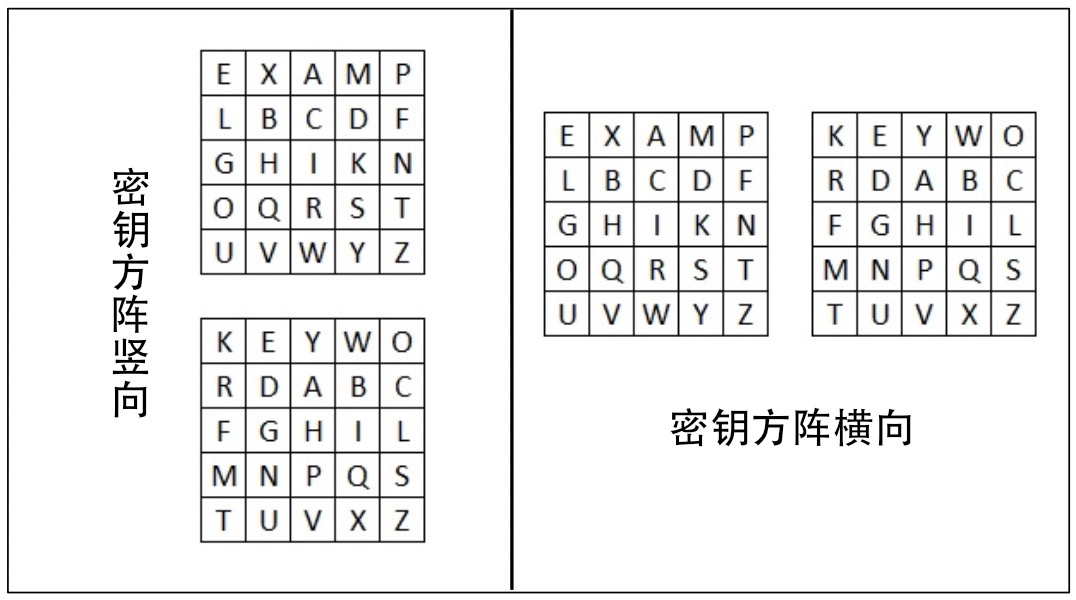 密钥方阵竖向
E X A M P
L B C D F
G H I K N
O Q R S T
U V W Y Z
K E Y W O
R D A B C
F G H I L
M N P Q S
T U V X Z
E X A M P
L B C D F
G H I K N
O Q R S T
U V W Y Z
K E Y W O
R D A B C
F G H I L
M N P Q S
T U V X Z
密钥方阵横向